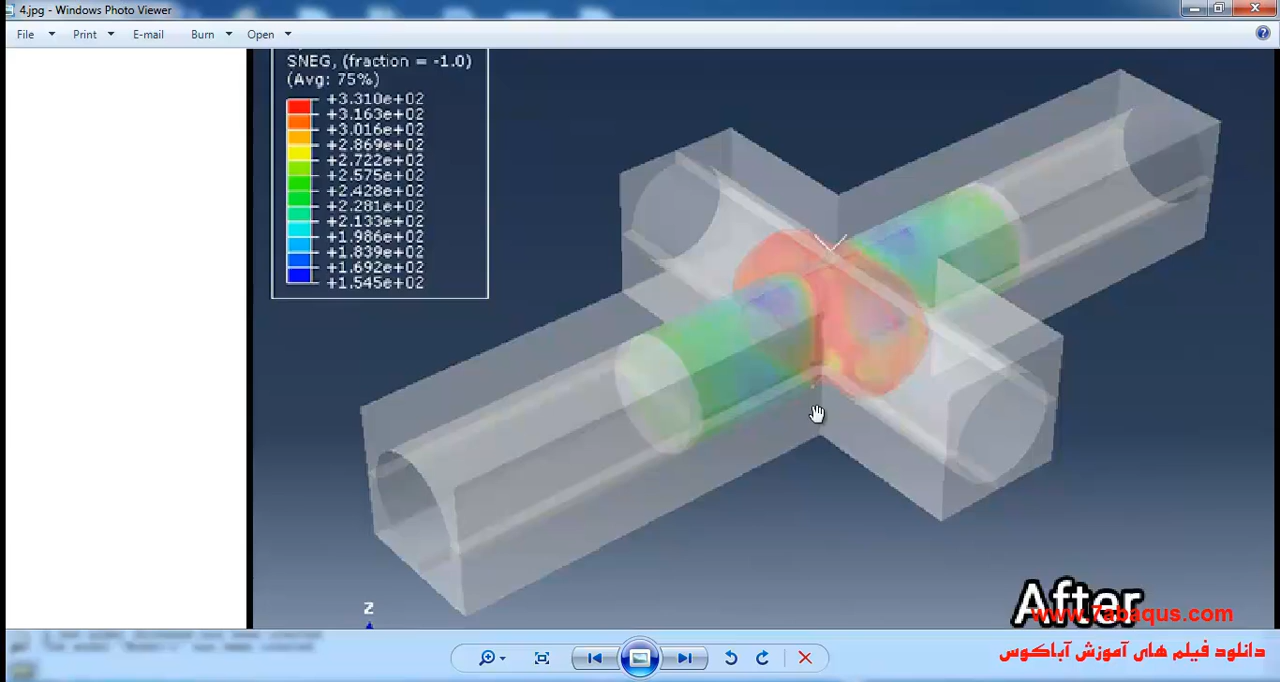 4.jpg - Windows Photo Viewer
File Print E-mail Burn Open
SNEG, (fraction = -1.0)
(Avg: 75%)
+3.310e+02
+3.163e+02
+3.016e+02
+2.869e+02
+2.722e+02
+2.575e+02
+2.428e+02
+2.281e+02
+2.133e+02
+1.986e+02
+1.839e+02
+1.692e+02
+1.545e+02
Z
After
www.7abaqus.com
دانلود فیلم های آموزش آباکوس